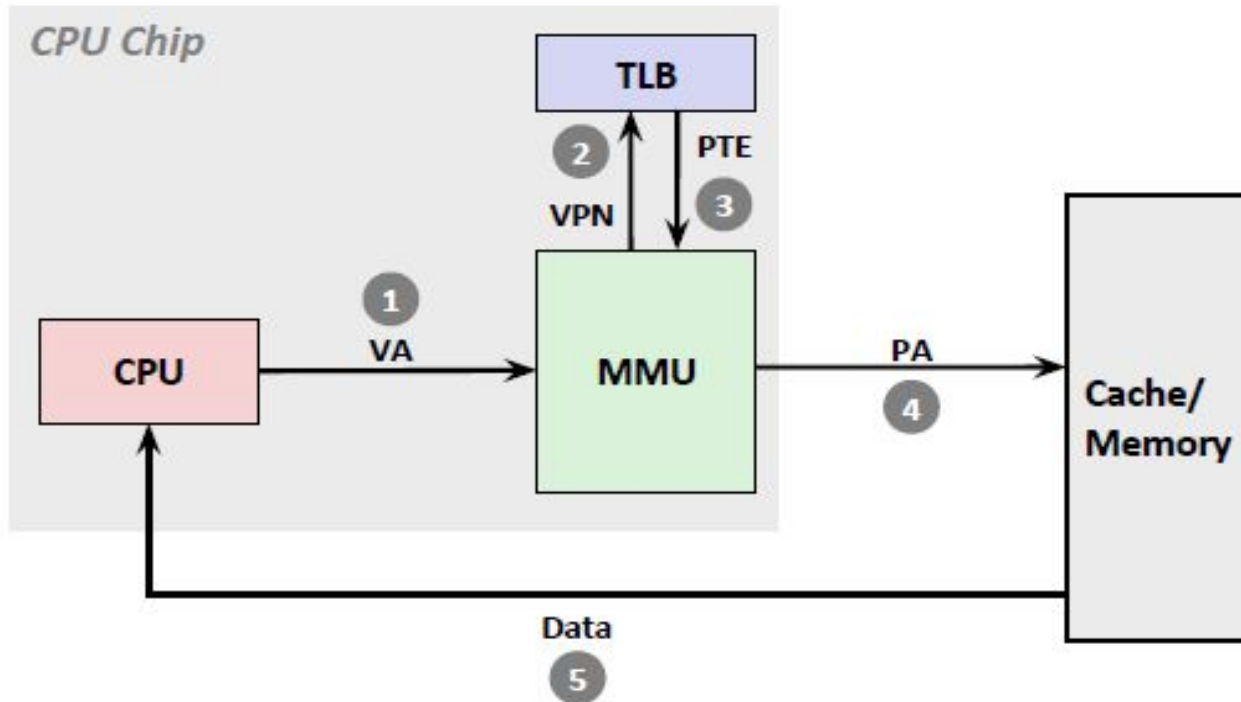 CPU Chip
TLB
2
PTE
VPN
3
1
VA
CPU
MMU
PA
4
Cache/
Memory
Data
5